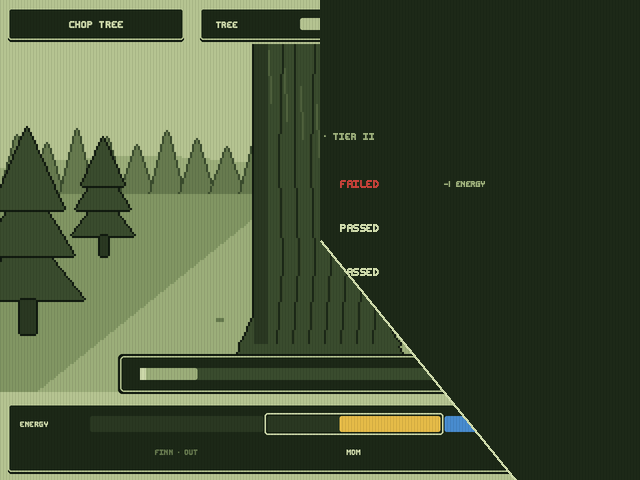 CHOP TREE
TREE
· TIER II
FAILED -1 ENERGY
PASSED
ASSED
ENERGY
FINN · OUT MOM